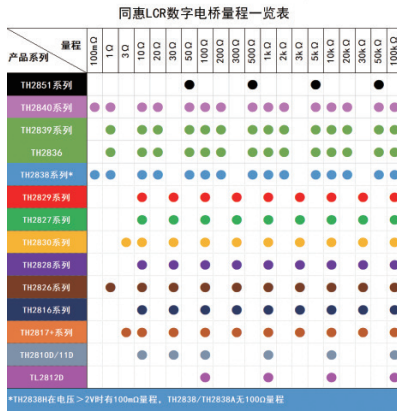 同惠LCR数字电桥量程一览表
量程
产品系列
100mΩ 1Ω 3Ω 10Ω 20Ω 30Ω 50Ω 100Ω 200Ω 300Ω 500Ω 1kΩ 2kΩ 3kΩ 5kΩ 10kΩ 20kΩ 30kΩ 50kΩ 100kΩ
TH2851系列
TH2840系列
TH2839系列
TH2836
TH2838系列*
TH2829系列
TH2827系列
TH2830系列
TH2828系列
TH2826系列
TH2816系列
TH2817+系列
TH2810D/11D
TL2812D
*TH2838H在电压>2V时有100mΩ量程，TH2838/TH2838A无100Ω量程